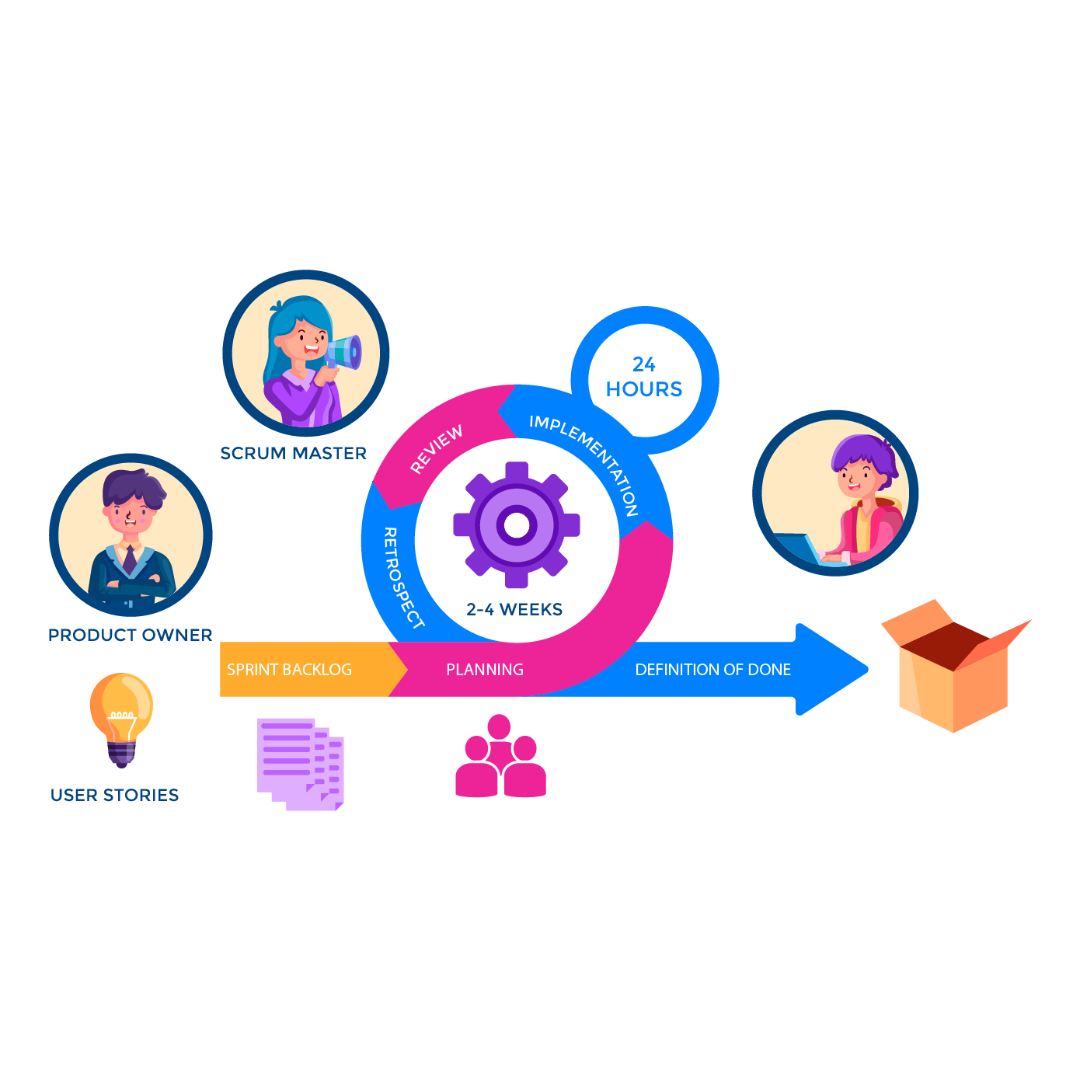 24
HOURS
IMPLEMENTATION
REVIEW
SCRUM MASTER
RETROSPECT
2-4 WEEKS
PRODUCT OWNER
SPRINT BACKLOG
PLANNING
DEFINITION OF DONE
USER STORIES